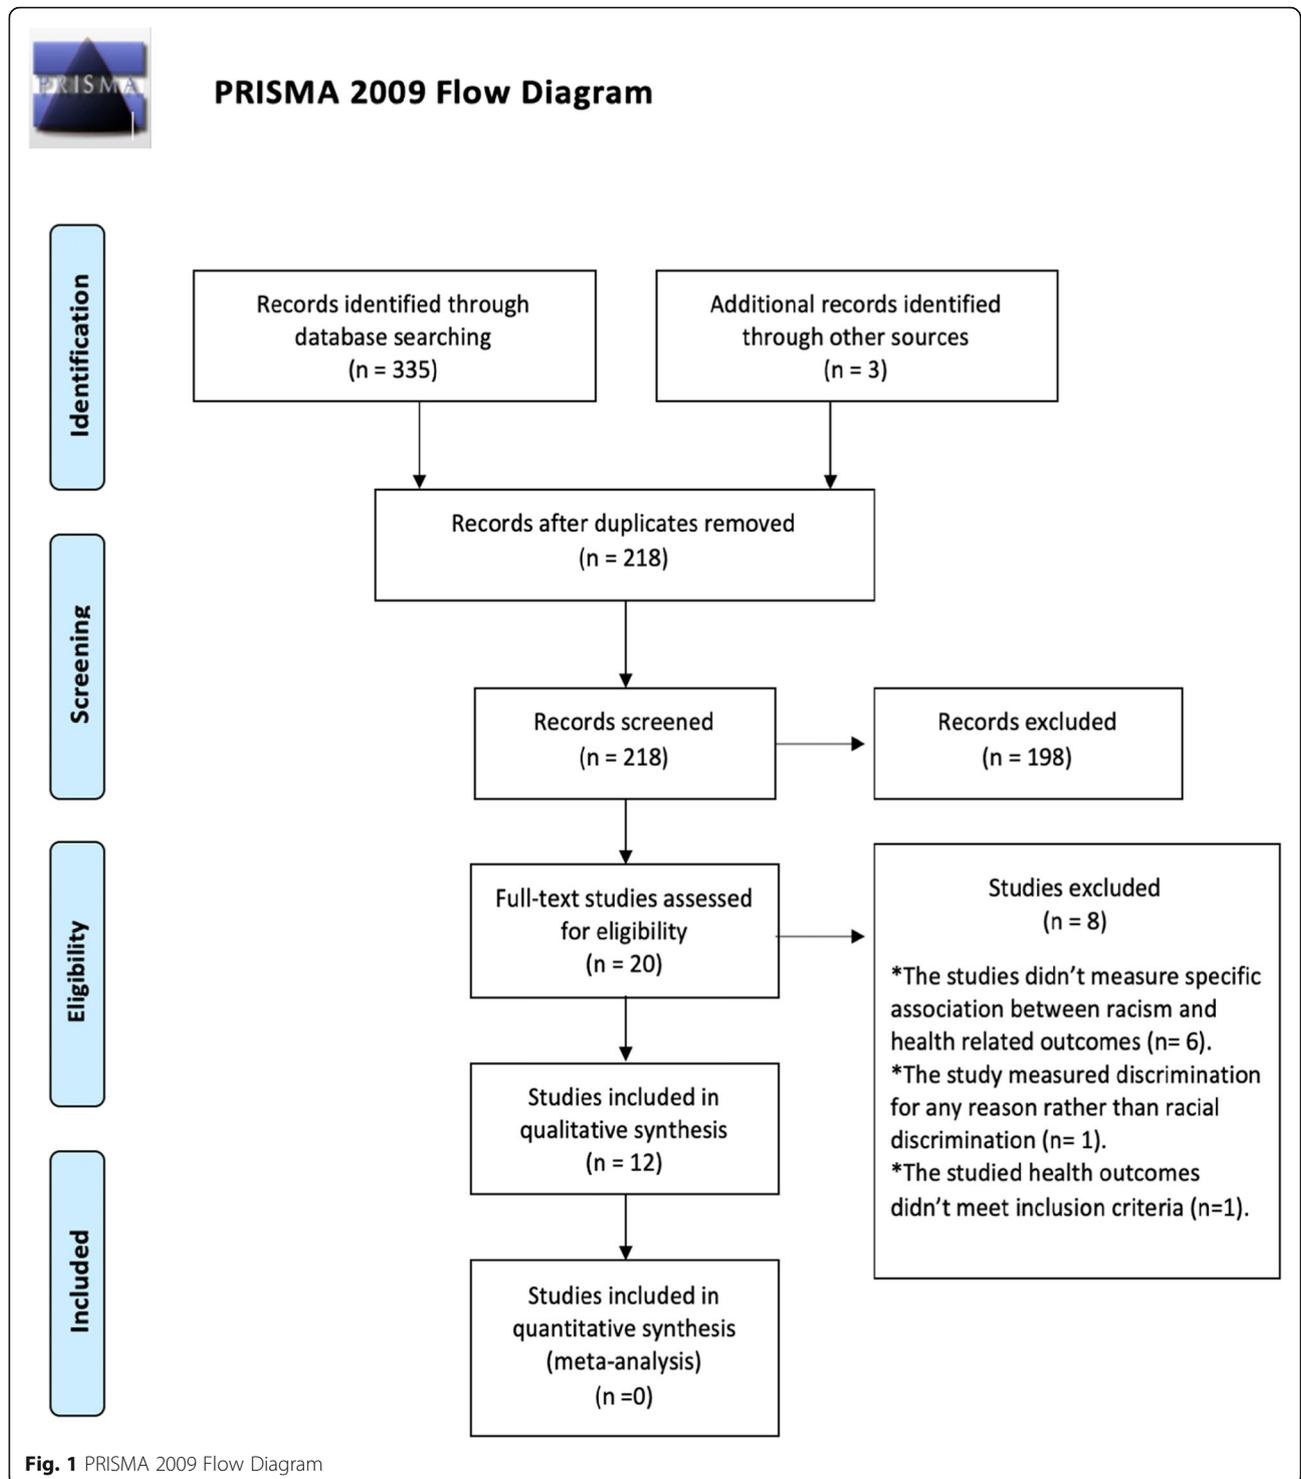 PRISMA
PRISMA 2009 Flow Diagram
Identification
Records identified through
database searching
(n = 335)
Additional records identified
through other sources
(n = 3)
Records after duplicates removed
(n = 218)
Screening
Records screened
(n = 218)
Records excluded
(n = 198)
Eligibility
Full-text studies assessed
for eligibility
(n = 20)
Studies excluded
(n = 8)
*The studies didn’t measure specific
association between racism and
health related outcomes (n= 6).
*The study measured discrimination
for any reason rather than racial
discrimination (n= 1).
*The studied health outcomes
didn’t meet inclusion criteria (n=1).
Studies included in
qualitative synthesis
(n = 12)
Included
Studies included in
quantitative synthesis
(meta-analysis)
(n =0)
Fig. 1 PRISMA 2009 Flow Diagram